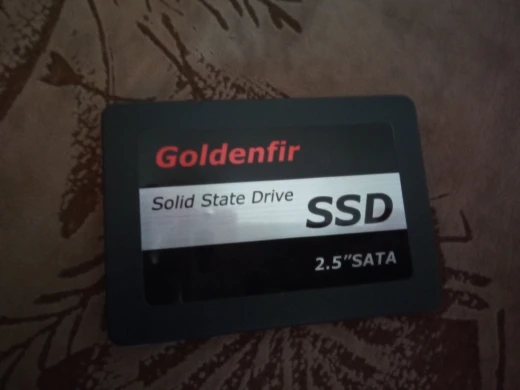 Goldenfir
Solid State Drive
SSD
2.5"SATA